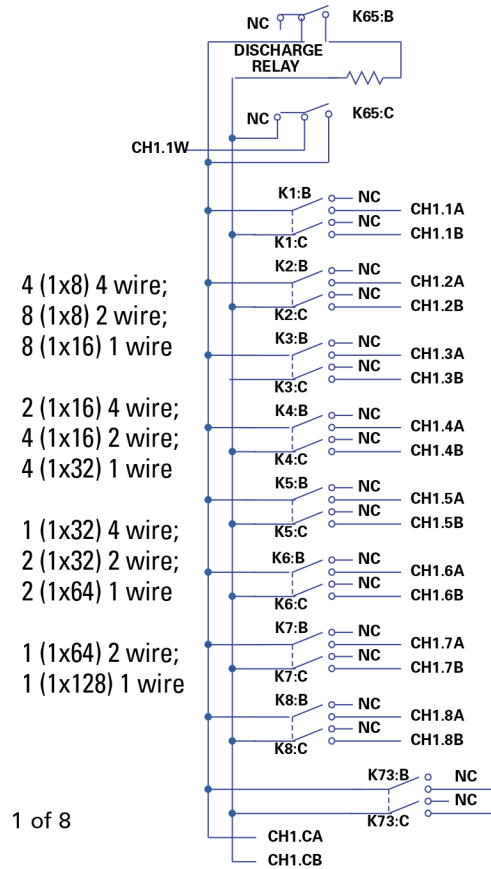 NC
K65:B
DISCHARGE
RELAY
NC
K65:C
CH1.1W
K1:B
NC
CH1.1A
NC
CH1.1B
K1:C
K2:B
NC
CH1.2A
NC
CH1.2B
K2:C
K3:B
NC
CH1.3A
NC
CH1.3B
K3:C
K4:B
NC
CH1.4A
NC
CH1.4B
K4:C
K5:B
NC
CH1.5A
NC
CH1.5B
K5:C
K6:B
NC
CH1.6A
NC
CH1.6B
K6:C
K7:B
NC
CH1.7A
NC
CH1.7B
K7:C
K8:B
NC
CH1.8A
NC
CH1.8B
K8:C
K73:B
NC
NC
K73:C
CH1.CA
CH1.CB
4 (1x8) 4 wire;
8 (1x8) 2 wire;
8 (1x16) 1 wire
2 (1x16) 4 wire;
4 (1x16) 2 wire;
4 (1x32) 1 wire
1 (1x32) 4 wire;
2 (1x32) 2 wire;
2 (1x64) 1 wire
1 (1x64) 2 wire;
1 (1x128) 1 wire
1 of 8